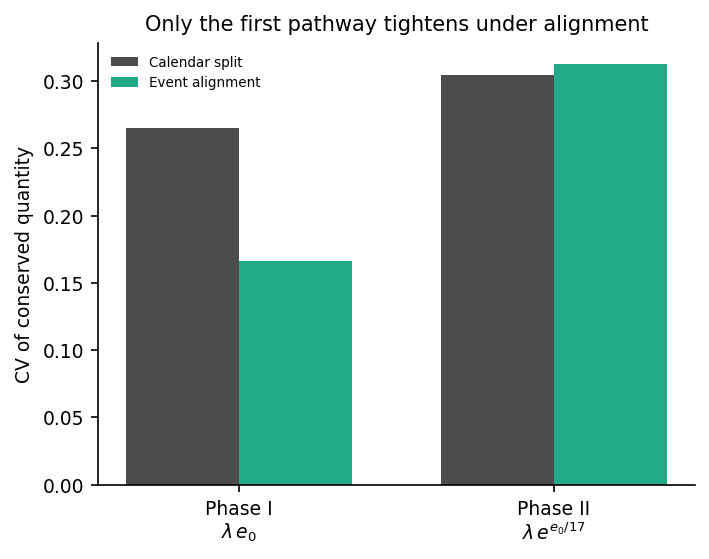 Only the first pathway tightens under alignment
Calendar split
Event alignment
CV of conserved quantity
0.30
0.25
0.20
0.15
0.10
0.05
0.00
Phase I
λ e₀
Phase II
λ e^{e₀/17}